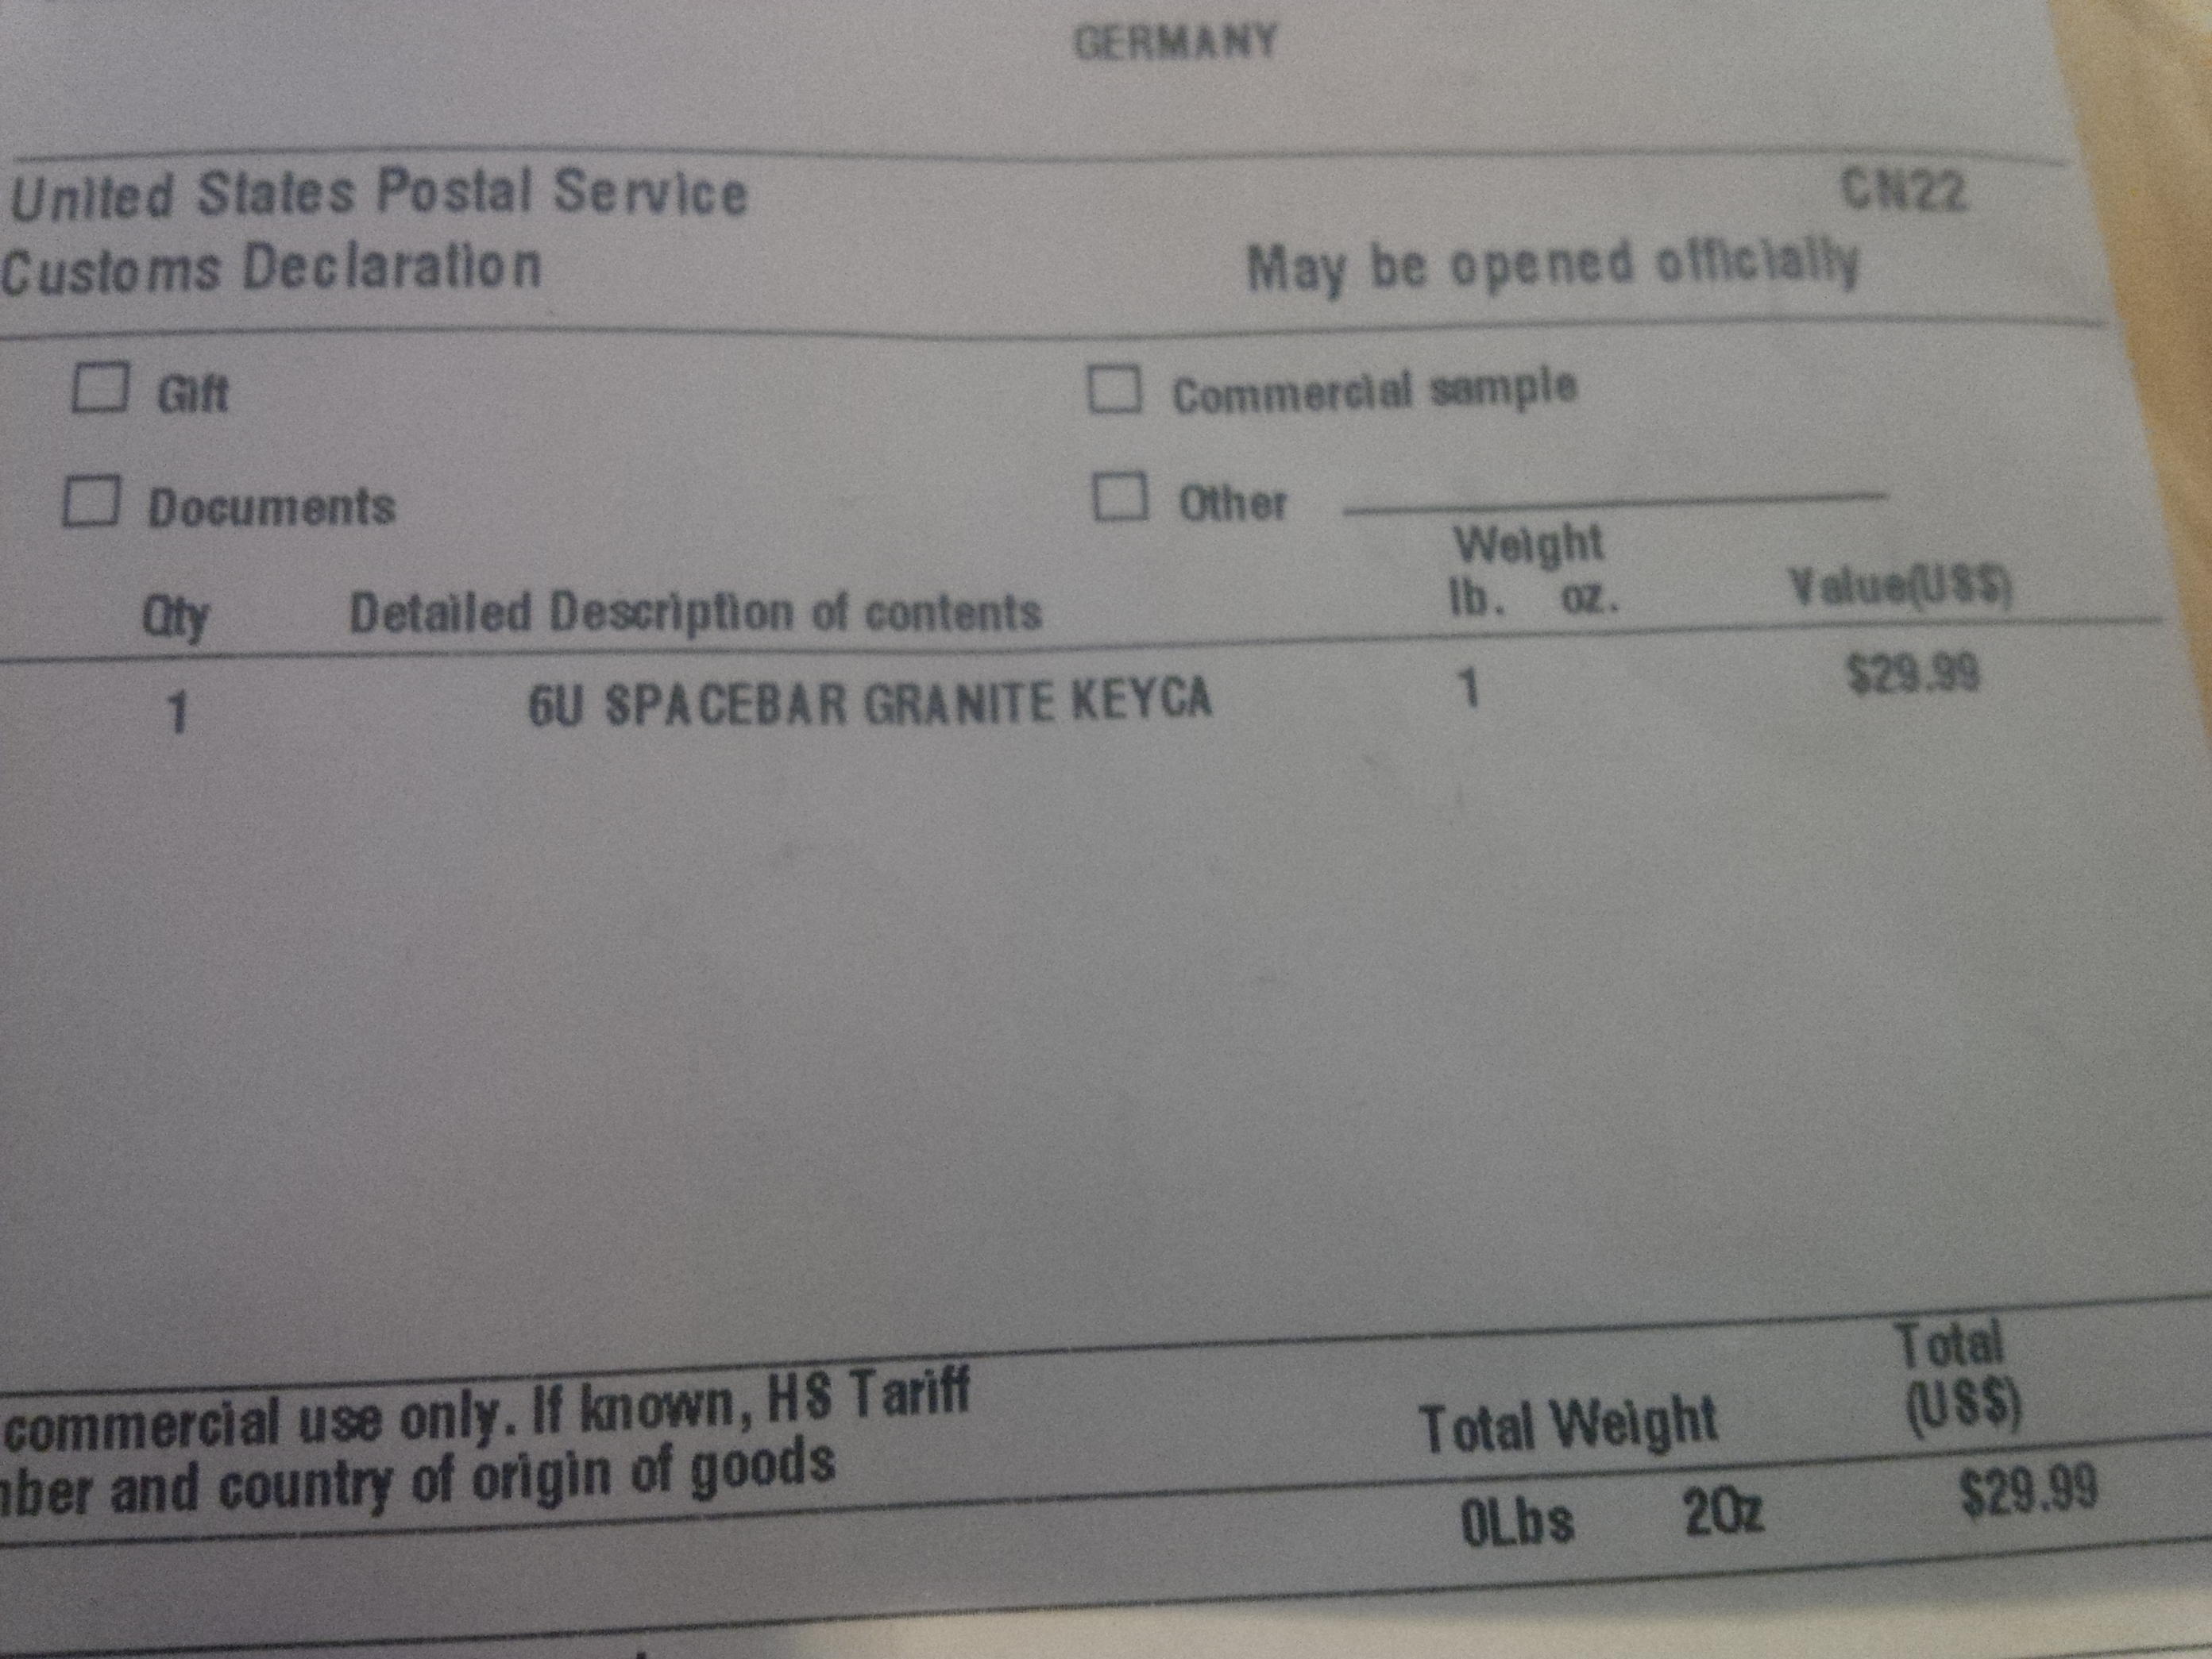 GERMANY
United States Postal Service
Customs Declaration
CN22
May be opened officially
Gift
Commercial sample
Documents
Other
Qty Detailed Description of contents Weight lb. oz. Value(US$)
1 6U SPACEBAR GRANITE KEYCA 1 $29.99
commercial use only. If known, HS Tariff
and country of origin of goods
Total Weight
Total
(US$)
0Lbs 2Oz $29.99